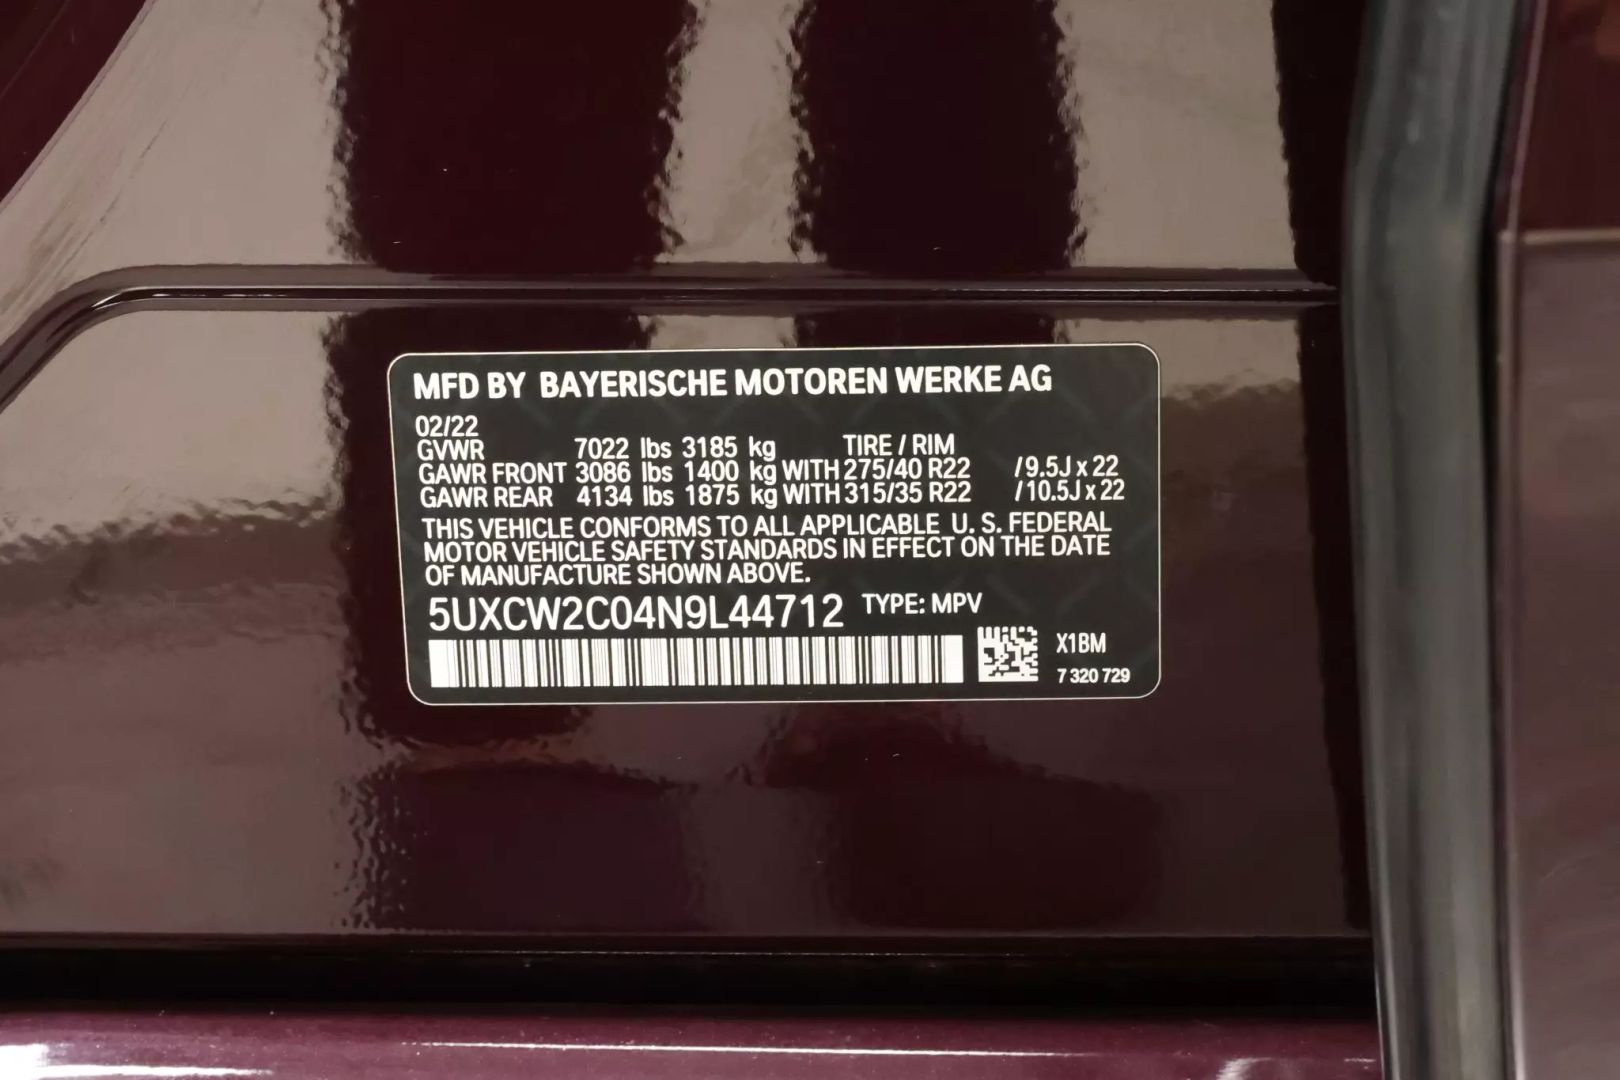 MFD BY BAYERISCHE MOTOREN WERKE AG
02/22
GVWR 7022 lbs 3185 kg TIRE / RIM
GAWR FRONT 3086 lbs 1400 kg WITH 275/40 R22 / 9.5J x 22
GAWR REAR 4134 lbs 1875 kg WITH 315/35 R22 / 10.5J x 22
THIS VEHICLE CONFORMS TO ALL APPLICABLE U. S. FEDERAL
MOTOR VEHICLE SAFETY STANDARDS IN EFFECT ON THE DATE
OF MANUFACTURE SHOWN ABOVE.
5UXCW2C04N9L44712 TYPE: MPV
X1BM
7 320 729